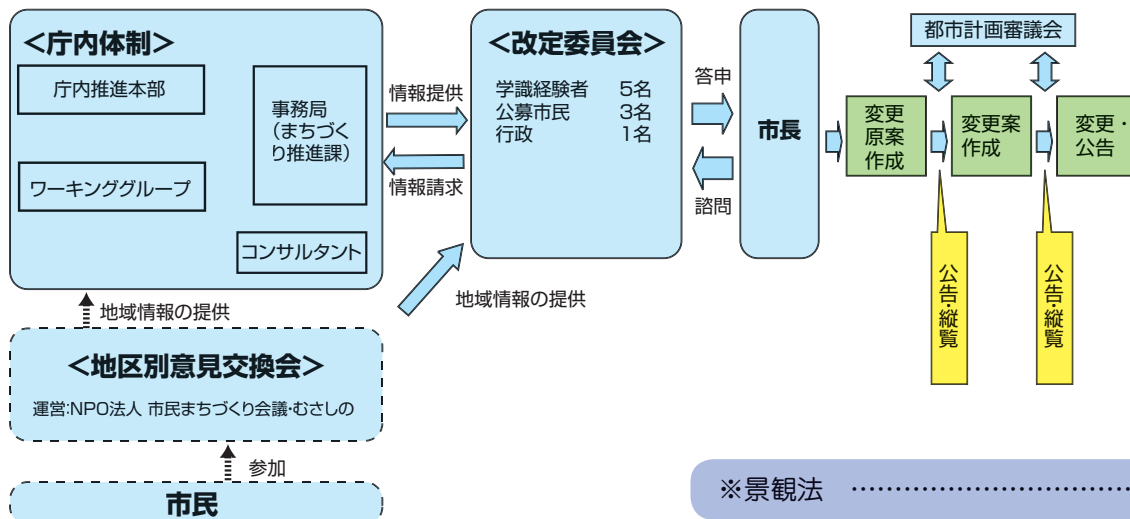 ＜庁内体制＞
庁内推進本部
事務局
（まちづく
り推進課）
ワーキンググループ
コンサルタント
情報提供
情報請求
＜改定委員会＞
学識経験者　5名
公募市民　3名
行政　1名
答申
諮問
市長
都市計画審議会
変更
原案
作成
変更案
作成
変更・
公告
公告・縦覧
公告・縦覧
地域情報の提供
地域情報の提供
＜地区別意見交換会＞
運営:NPO法人 市民まちづくり会議・むさしの
参加
市民
※景観法 ……………………………